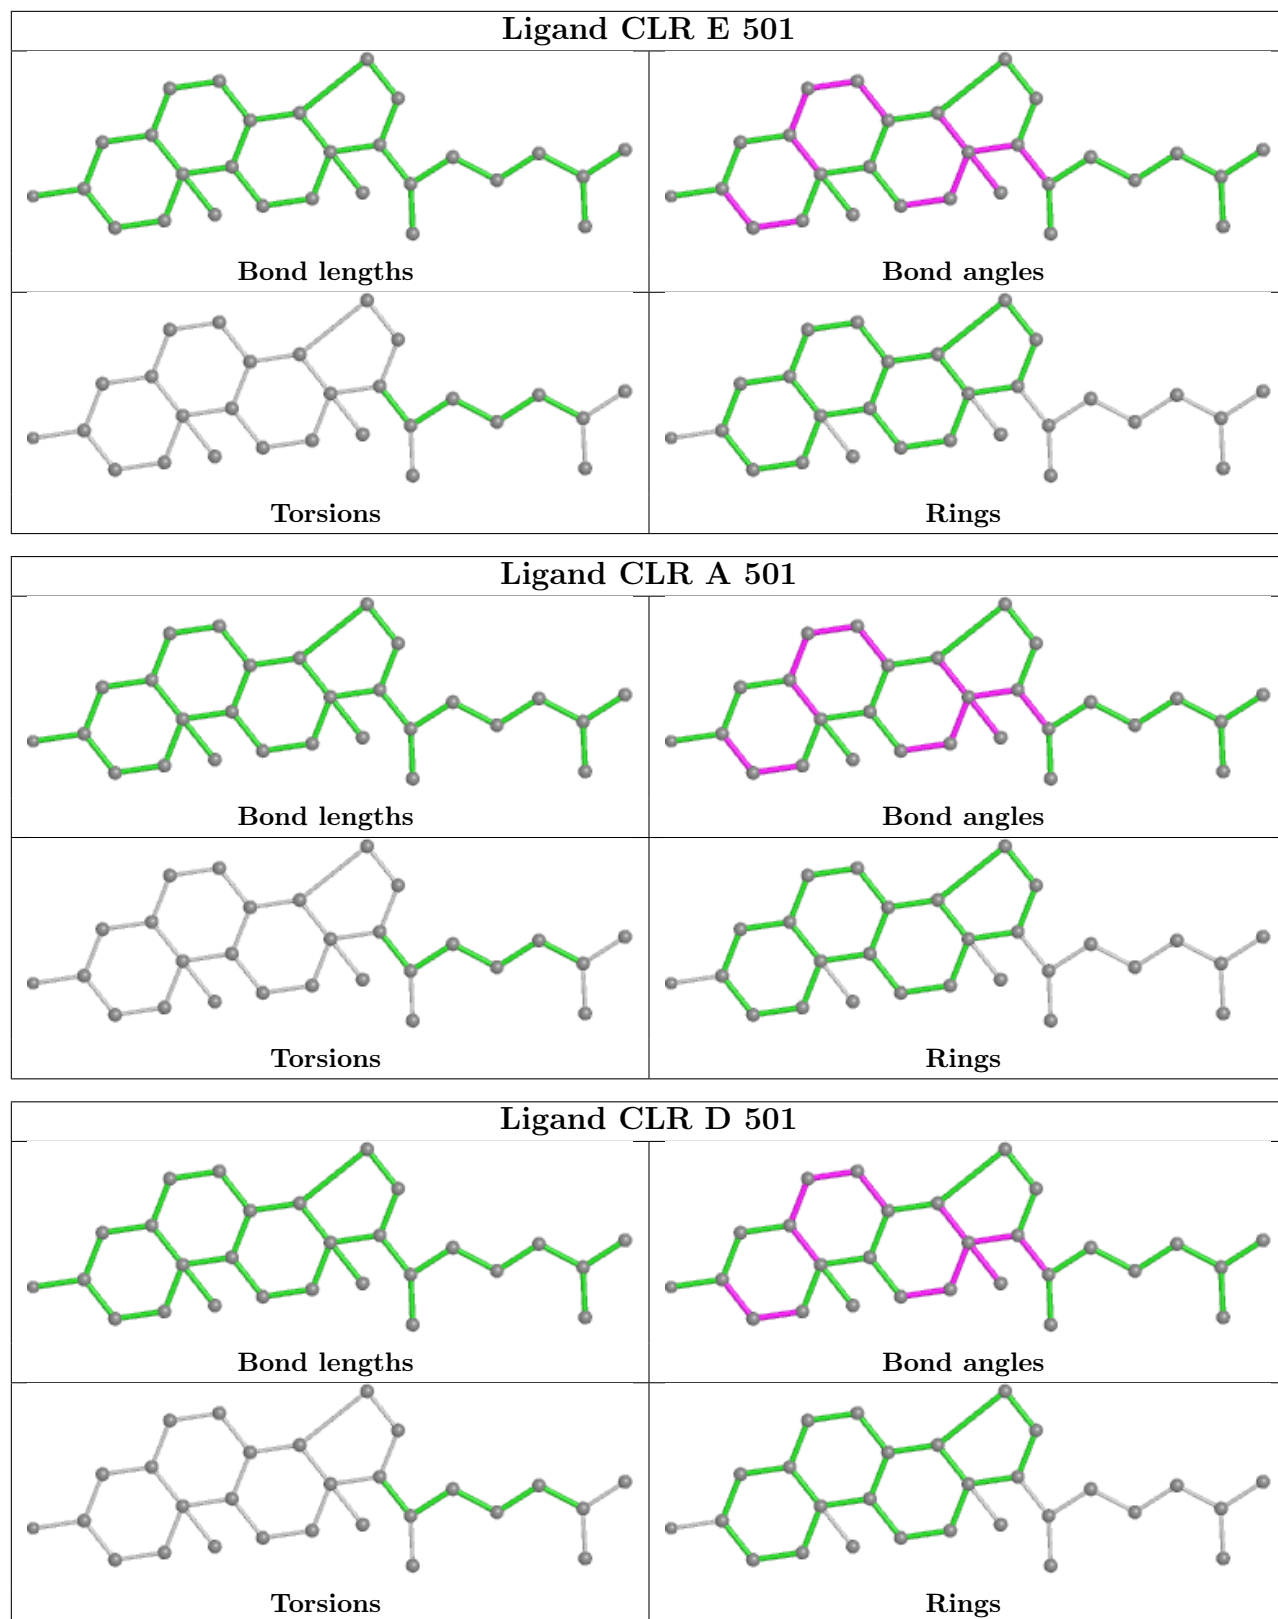 Ligand CLR E 501
Bond lengths
Bond angles
Torsions
Rings
Ligand CLR A 501
Bond lengths
Bond angles
Torsions
Rings
Ligand CLR D 501
Bond lengths
Bond angles
Torsions
Rings